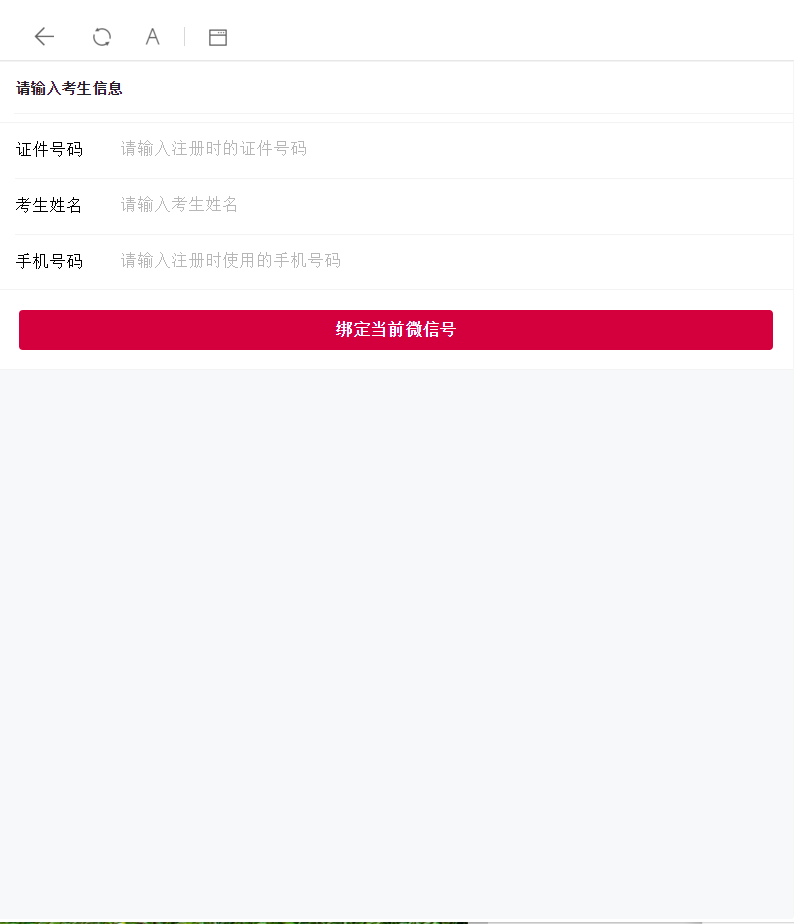 请输入考生信息
证件号码 请输入注册时的证件号码
考生姓名 请输入考生姓名
手机号码 请输入注册时使用的手机号码
绑定当前微信号